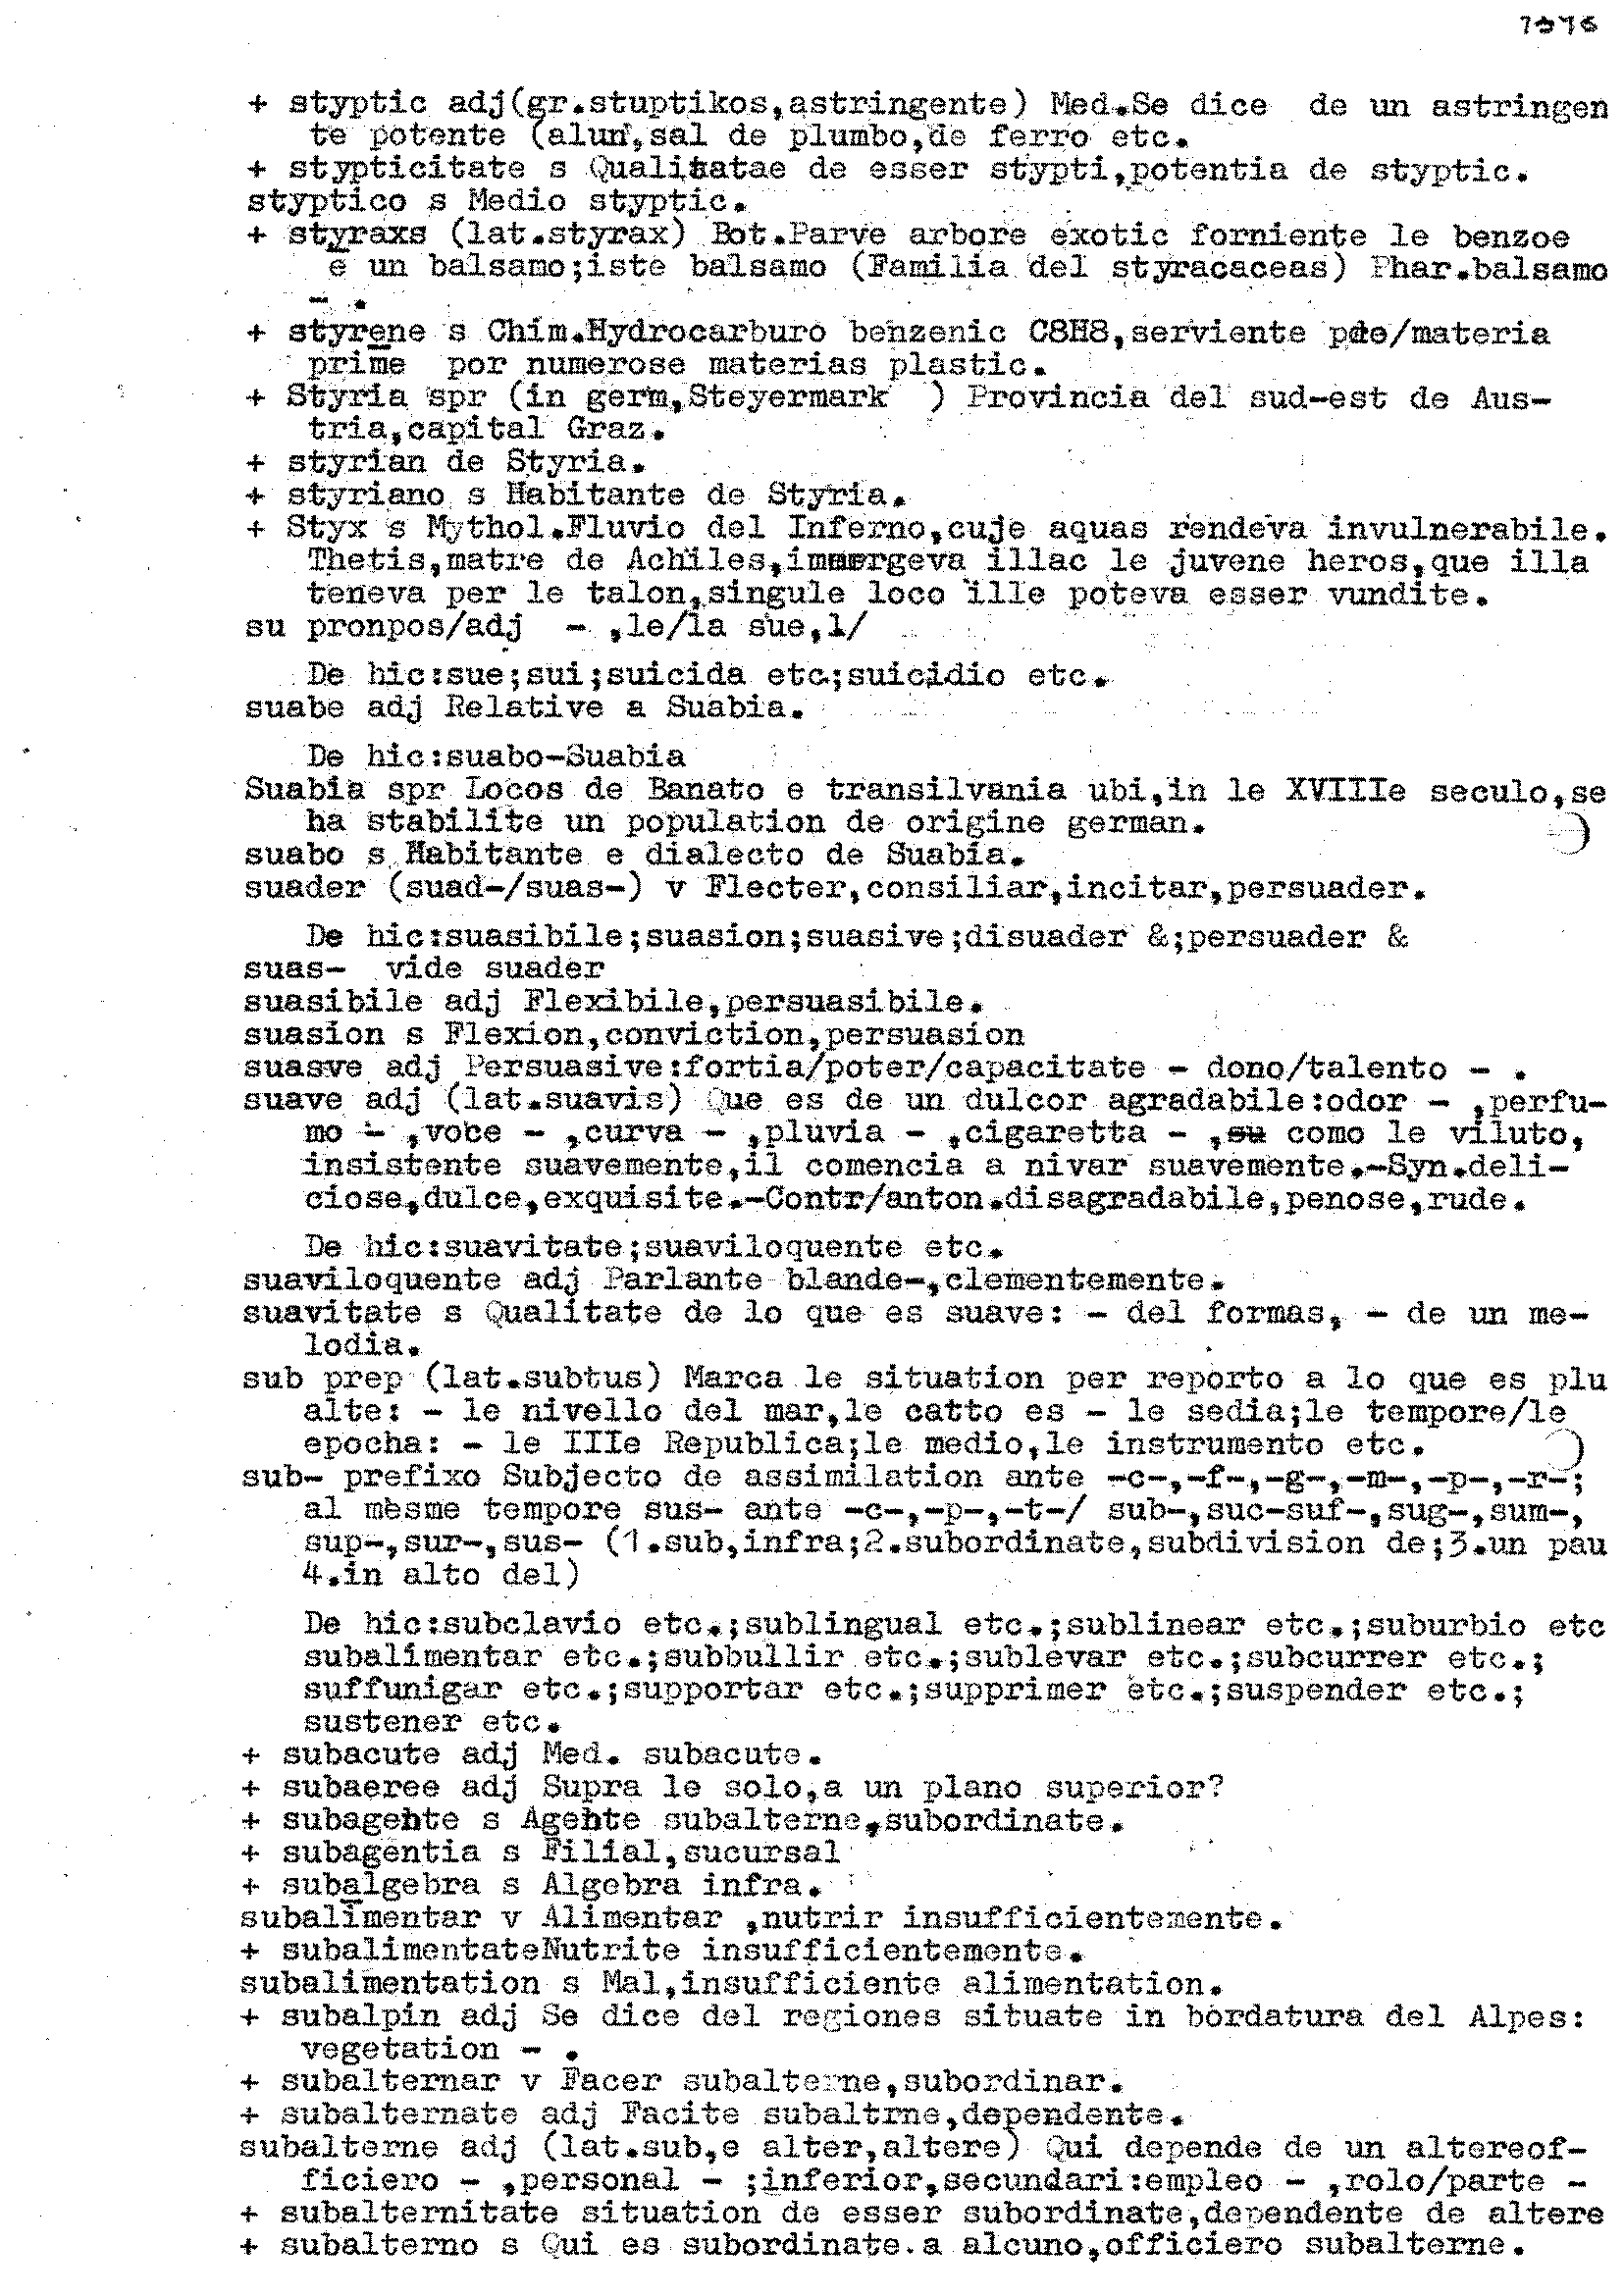 + styptic adj(gr.stuptikos,astringente) Med.Se dice de un astringen
te potente (alun,sal de plumbo,de ferro etc.
+ stypticitate s Qualitatae de esser stypti,potentia de styptic.
styptico s Medio styptic.
+ styraxs (lat.styrax) Bot.Parve arbore exotic forniente le benzoe
e un balsamo;iste balsamo (Familia del styracaceas) Phar.balsamo
- .
+ styrene s Chim.Hydrocarburo benzenic C8H8,serviente pde/materia
prime por numerose materias plastic.
+ Styria spr (in germ,Steyermark ) Provincia del sud-est de Aus-
tria,capital Graz.
+ styrian de Styria.
+ styriano s Habitante de Styria.
+ Styx s Mythol.Fluvio del Inferno,cuje aquas rendeva invulnerabile.
Thetis,matre de Achiles,immergeva illac le juvene heros,que illa
teneva per le talon,singule loco ille poteva esser vundite.
su pronpos/adj - ,le/la sue,l/
De hic:sue;sui;suicida etc;suicidio etc.
suabe adj Relative a Suabia.
De hic:suabo-Suabia
Suabia spr Locos de Banato e transilvania ubi,in le XVIIIe seculo,se
ha stabilite un population de origine german.
suabo s Habitante e dialecto de Suabia.
suader (suad-/suas-) v Flecter,consiliar,incitar,persuader.
De hic:suasibile;suasion;suasive;disuader &;persuader &
suas- vide suader
suasibile adj Flexibile,persuasibile.
suasion s Flexion,conviction,persuasion
suasve adj Persuasive:fortia/poter/capacitate - dono/talento - .
suave adj (lat.suavis) Que es de un dulcor agradabile:odor - ,perfu-
mo - ,voce - ,curva - ,pluvia - ,cigaretta - ,su como le viluto,
insistente suavemente,il comencia a nivar suavemente.-Syn.deli-
ciose,dulce,exquisite.-Contr/anton.disagradabile,penose,rude.
De hic:suavitate;suaviloquente etc.
suaviloquente adj Parlante blande-,clementemente.
suavitate s Qualitate de lo que es suave: - del formas, - de un me-
lodia.
sub prep (lat.subtus) Marca le situation per reporto a lo que es plu
alte: - le nivello del mar,le catto es - le sedia;le tempore/le
epocha: - le IIIe Republica;le medio,le instrumento etc.
sub- prefixo Subjecto de assimilation ante -c-,-f-,-g-,-m-,-p-,-r-;
al mesme tempore sus- ante -c-,-p-,-t-/ sub-,suc-suf-,sug-,sum-,
sup-,sur-,sus- (1.sub,infra;2.subordinate,subdivision de;3.un pau
4.in alto del)
De hic:subclavio etc.;sublingual etc.;sublinear etc.;suburbio etc
subalimentar etc.;subbullir etc.;sublevar etc.;subcurrer etc.;
suffunigar etc.;supportar etc.;supprimer etc.;suspender etc.;
sustener etc.
+ subacute adj Med. subacute.
+ subaeree adj Supra le solo,a un plano superior?
+ subagehte s Agehte subalterne,subordinate.
+ subagentia s Filial,sucursal
+ subalgebra s Algebra infra.
subalimentar v Alimentar ,nutrir insufficientemente.
+ subalimentateNutrite insufficientemente.
subalimentation s Mal,insufficiente alimentation.
+ subalpin adj Se dice del regiones situate in bordatura del Alpes:
vegetation - .
+ subalternar v Facer subalterne,subordinar.
+ subalternate adj Facite subaltrne,dependente.
subalterne adj (lat.sub,e alter,altere) Qui depende de un altereof-
ficiero - ,personal - ;inferior,secundari:empleo - ,rolo/parte -
+ subalternitate situation de esser subordinate,dependente de altere
+ subalterno s Qui es subordinate.a alcuno,officiero subalterne.